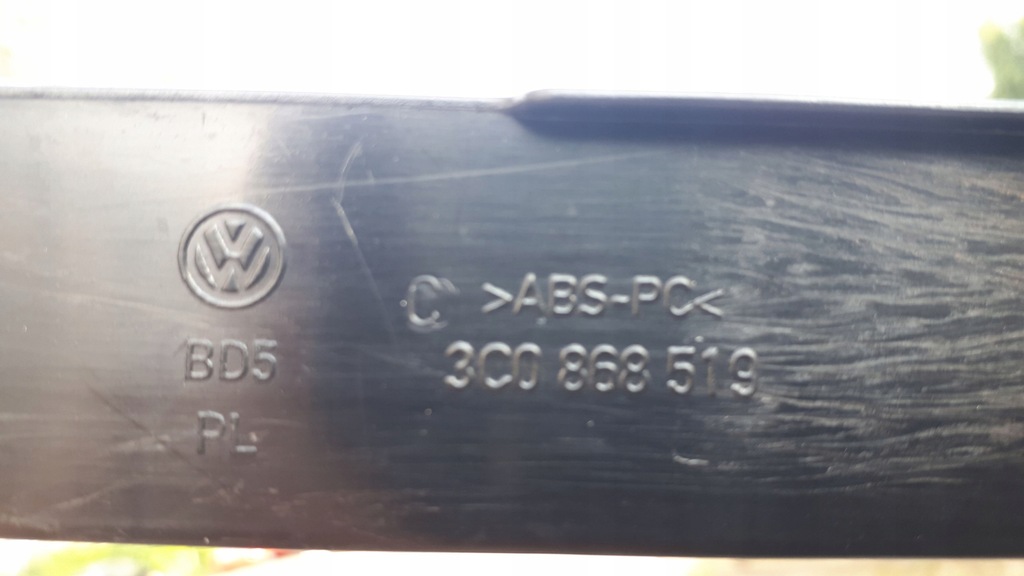 C >ABS-PC<
3C0 868 519
BD5
PL